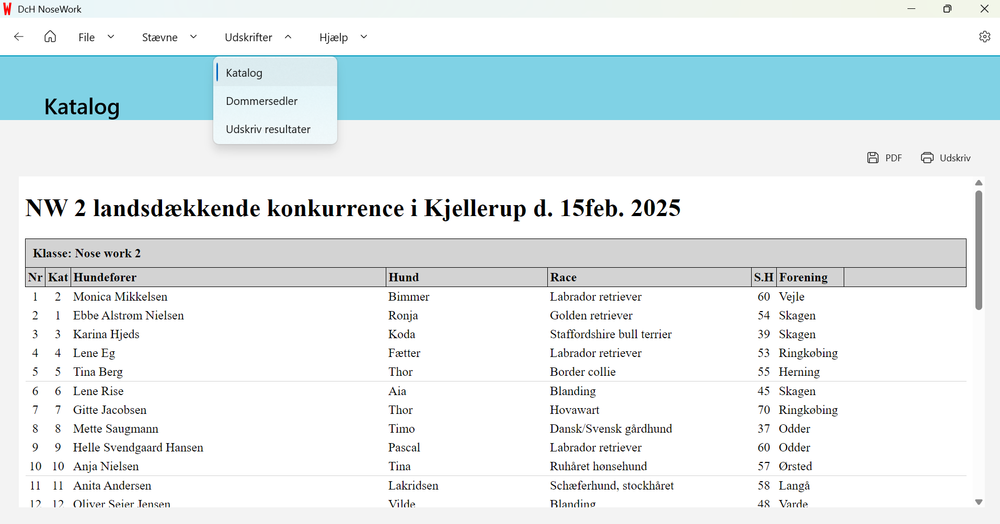 DcH NoseWork
File Stævne Udskrifter Hjælp
Katalog
Dommersedler
Udskriv resultater
Katalog
PDF Udskriv
NW 2 landsdækkende konkurrence i Kjellerup d. 15feb. 2025
Klasse: Nose work 2
Nr Kat Hundefører Hund Race S.H Forening
1 2 Monica Mikkelsen Bimmer Labrador retriever 60 Vejle
2 1 Ebbe Alstrøm Nielsen Ronja Golden retriever 54 Skagen
3 3 Karina Hjeds Koda Staffordshire bull terrier 39 Skagen
4 4 Lene Eg Fætter Labrador retriever 53 Ringkøbing
5 5 Tina Berg Thor Border collie 55 Herning
6 6 Lene Rise Aia Blanding 45 Skagen
7 7 Gitte Jacobsen Thor Hovawart 70 Ringkøbing
8 8 Mette Saugmann Timo Dansk/Svensk gårdhund 37 Odder
9 9 Helle Svendgaard Hansen Pascal Labrador retriever 60 Odder
10 10 Anja Nielsen Tina Ruhåret hønsehund 57 Ørsted
11 11 Anita Andersen Lakridsen Schæferhund, stockhåret 58 Langå
12 12 Oliver Sejer Jensen Vilde Blanding 48 Varde